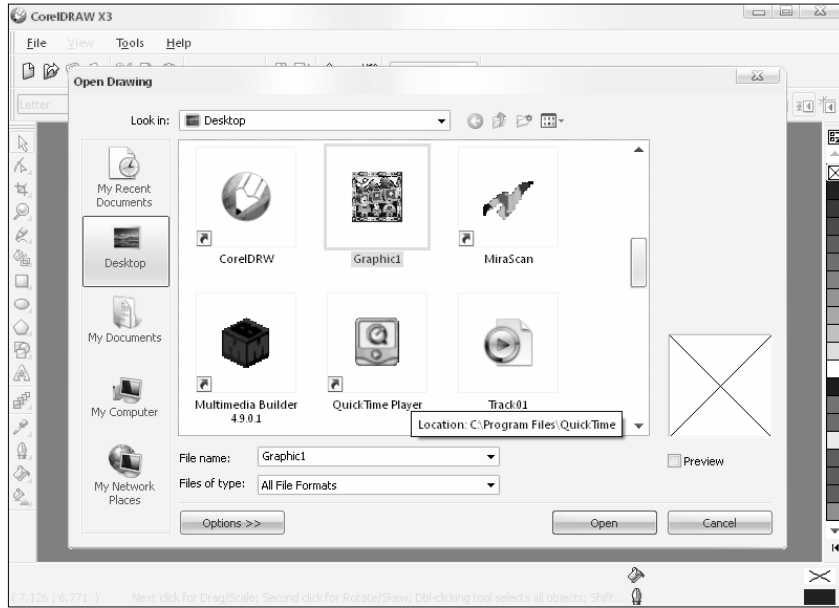 CorelDRAW X3
File View Tools Help
Open Drawing
Letter
Look in: Desktop
My Recent
Documents
Desktop
My Documents
My Computer
My Network
Places
CorelDRW
Graphic1
MiraScan
Multimedia Builder
4.9.0.1
QuickTime Player
Track01
Location: C:\Program Files\QuickTime
File name: Graphic1
Files of type: All File Formats
Preview
Options >>
Open
Cancel
( 7.126 ; 6.771 ) Next click for Drag/Scale; Second click for Rotate/Skew; Dbl-clicking tool selects all objects; Shift...